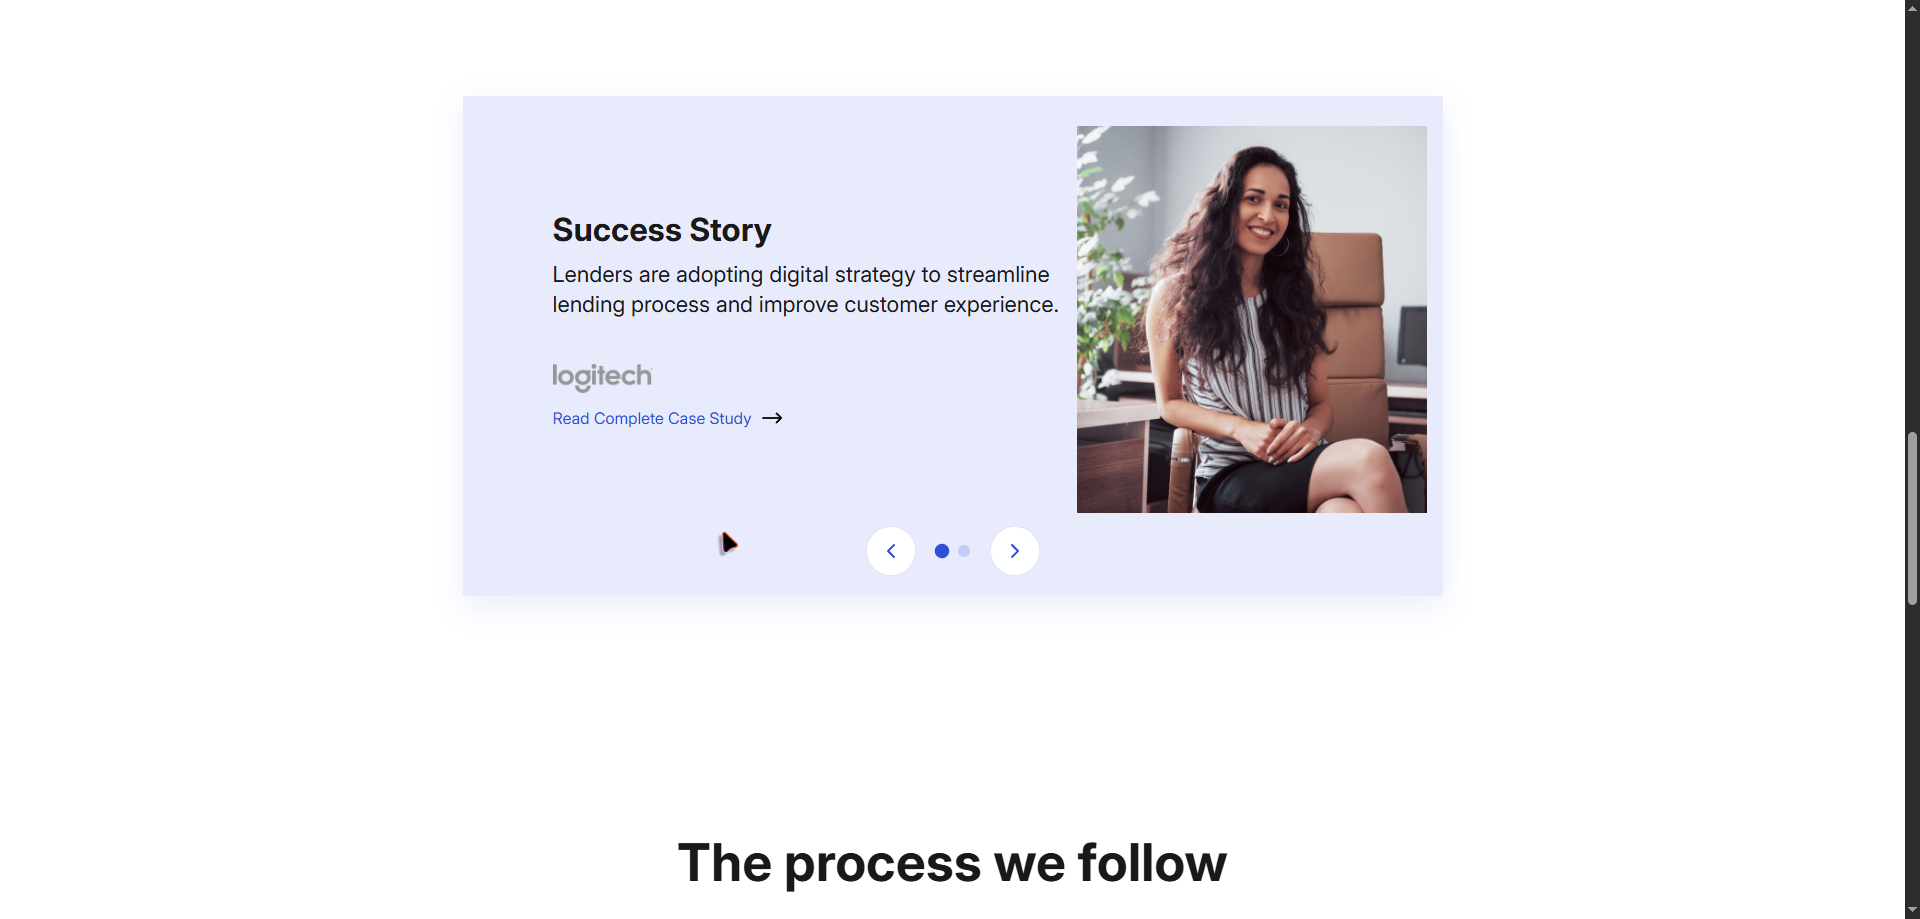 Success Story
Lenders are adopting digital strategy to streamline
lending process and improve customer experience.
logitech
Read Complete Case Study
The process we follow